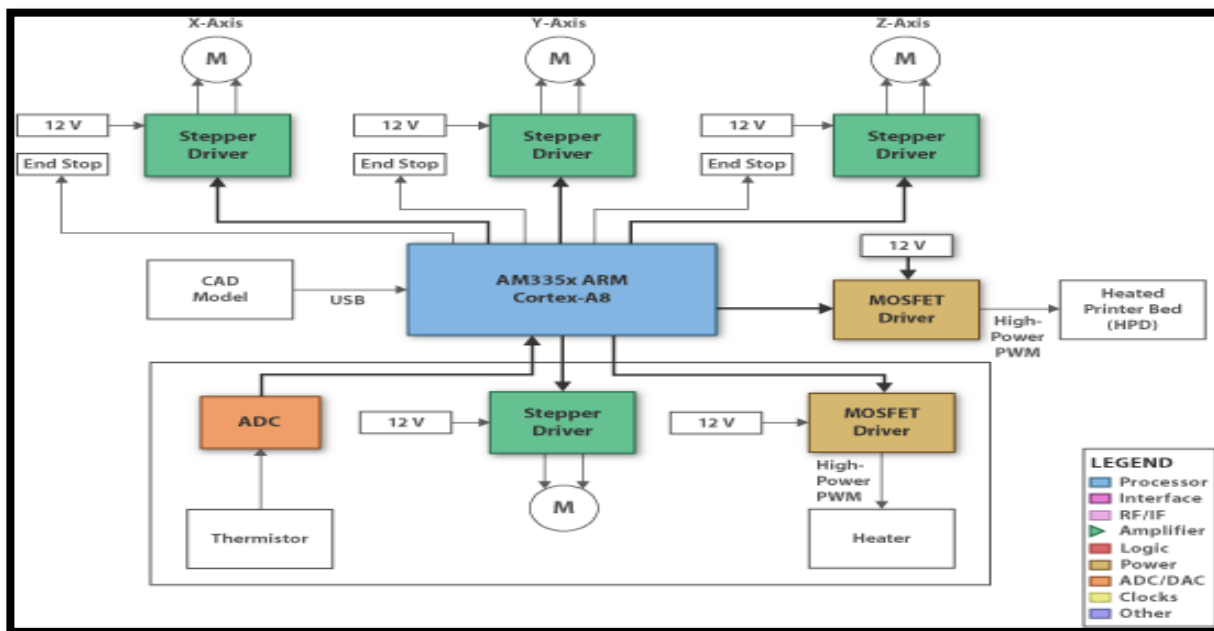 X-Axis
Y-Axis
Z-Axis
M
M
M
12 V
Stepper
Driver
12 V
Stepper
Driver
12 V
Stepper
Driver
End Stop
End Stop
End Stop
12 V
CAD
Model
USB
AM335x ARM
Cortex-A8
MOSFET
Driver
High-
Power
PWM
Heated
Printer Bed
(HPD)
ADC
12 V
Stepper
Driver
12 V
MOSFET
Driver
High-
Power
PWM
M
Thermistor
Heater
LEGEND
Processor
Interface
RF/IF
Amplifier
Logic
Power
ADC/DAC
Clocks
Other